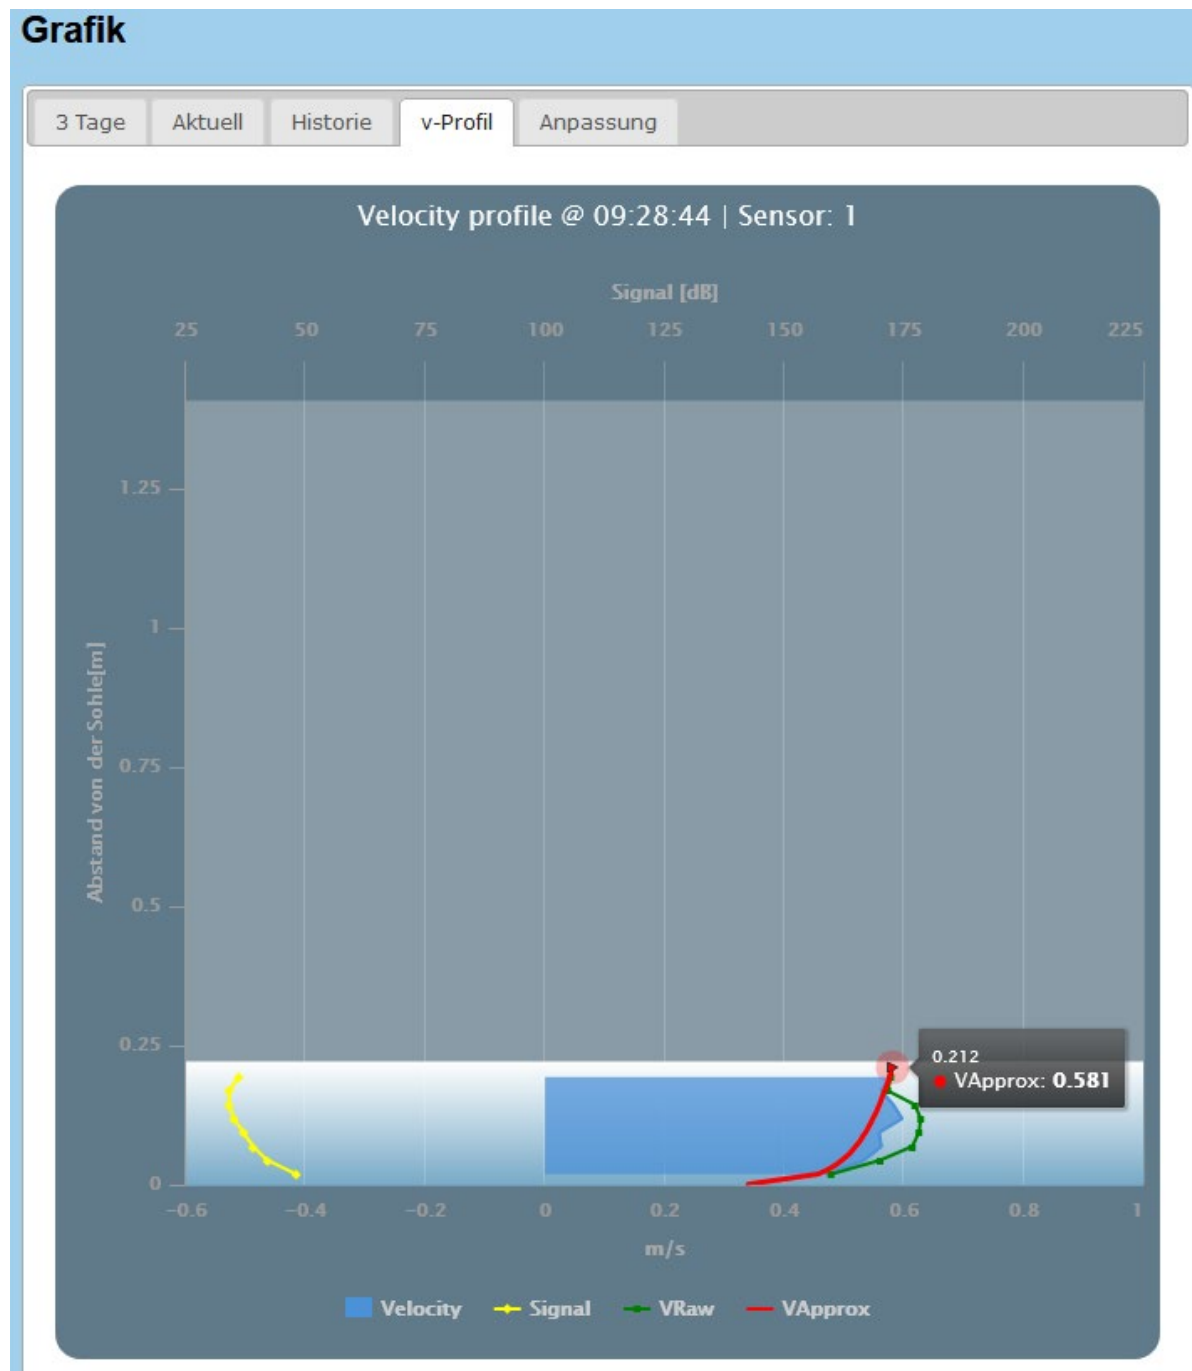 Grafik
3 Tage Aktuell Historie v-Profil Anpassung
Velocity profile @ 09:28:44 | Sensor: 1
Signal [dB]
25 50 75 100 125 150 175 200 225
1.25
1
0.75
0.5
0.25
0
Abstand von der Sohle[m]
0.212
VApprox: 0.581
−0.6 −0.4 −0.2 0 0.2 0.4 0.6 0.8 1
m/s
Velocity Signal VRaw VApprox